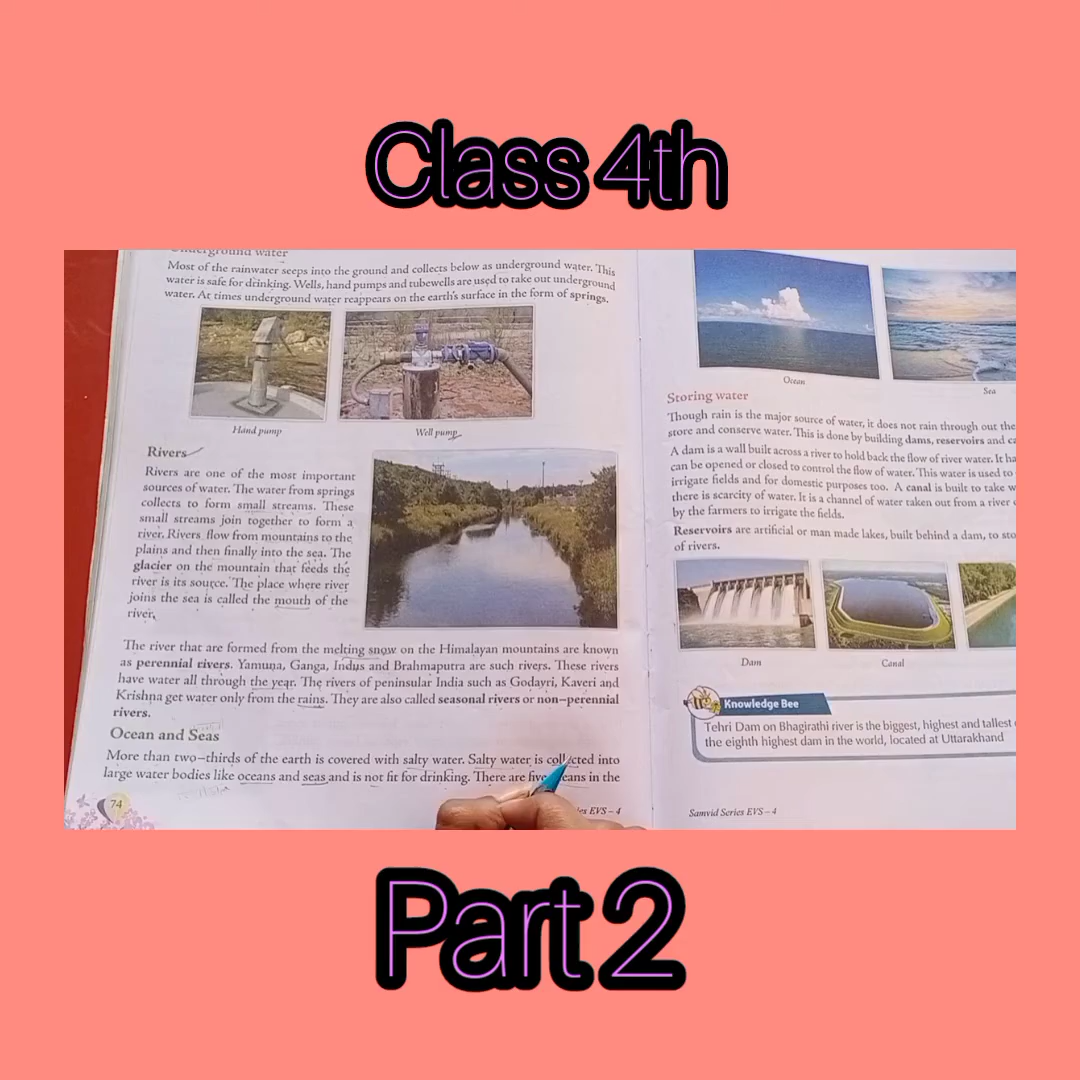 Class 4th
Underground water
Most of the rainwater seeps into the ground and collects below as underground water. This
water is safe for drinking. Wells, hand pumps and tubewells are used to take out underground
water. At times underground water reappears on the earth's surface in the form of springs.
Hand pump
Well pump
Rivers
Rivers are one of the most important
sources of water. The water from springs
collects to form small streams. These
small streams join together to form a
river. Rivers flow from mountains to the
plains and then finally into the sea. The
glacier on the mountain that feeds the
river is its source. The place where river
joins the sea is called the mouth of the
river.
The river that are formed from the melting snow on the Himalayan mountains are known
as perennial rivers. Yamuna, Ganga, Indus and Brahmaputra are such rivers. These rivers
have water all through the year. The rivers of peninsular India such as Godavri, Kaveri and
Krishna get water only from the rains. They are also called seasonal rivers or non-perennial
rivers.
Ocean and Seas
More than two-thirds of the earth is covered with salty water. Salty water is collected into
large water bodies like oceans and seas and is not fit for drinking. There are five in the
74
EVS-4
Ocean
Sea
Storing water
Though rain is the major source of water, it does not rain through out the
store and conserve water. This is done by building dams, reservoirs and
A dam is a wall built across a river to hold back the flow of river water. It
can be opened or closed to control the flow of water. This water is used to
irrigate fields and for domestic purposes too. A canal is built to take
there is scarcity of water. It is a channel of water taken out from a river
by the farmers to irrigate the fields.
Reservoirs are artificial or man made lakes, built behind a dam, to
of rivers.
Dam
Canal
Knowledge Bee
Tehri Dam on Bhagirathi river is the biggest, highest and tallest
the eighth highest dam in the world, located at Uttarakhand
Samvid Series EVS-4
Part 2